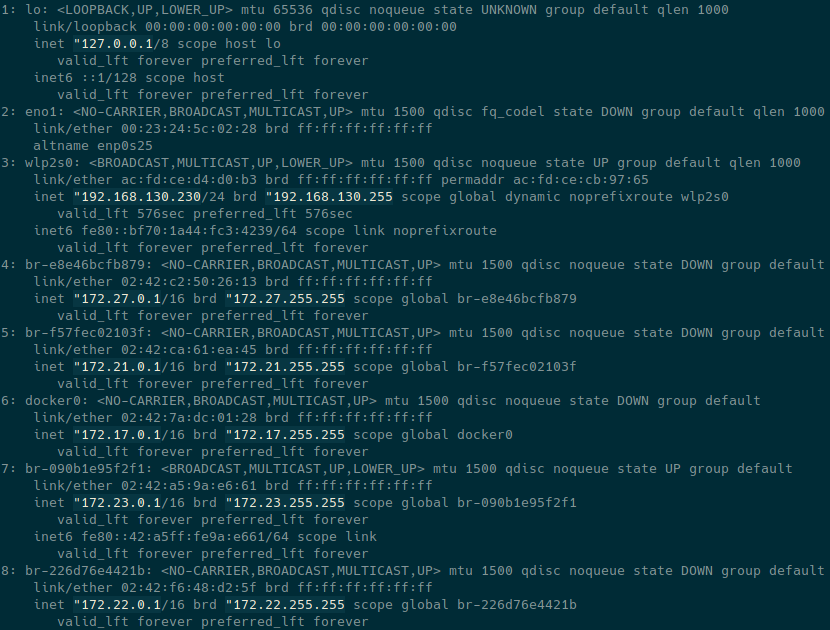 1: lo: <LOOPBACK,UP,LOWER_UP> mtu 65536 qdisc noqueue state UNKNOWN group default qlen 1000
link/loopback 00:00:00:00:00:00 brd 00:00:00:00:00:00
inet "127.0.0.1/8 scope host lo
valid_lft forever preferred_lft forever
inet6 ::1/128 scope host
valid_lft forever preferred_lft forever
2: eno1: <NO-CARRIER,BROADCAST,MULTICAST,UP> mtu 1500 qdisc fq_codel state DOWN group default qlen 1000
link/ether 00:23:24:5c:02:28 brd ff:ff:ff:ff:ff:ff
altname enp0s25
3: wlp2s0: <BROADCAST,MULTICAST,UP,LOWER_UP> mtu 1500 qdisc noqueue state UP group default qlen 1000
link/ether ac:fd:ce:d4:d0:b3 brd ff:ff:ff:ff:ff:ff permaddr ac:fd:ce:cb:97:65
inet "192.168.130.230/24 brd "192.168.130.255 scope global dynamic noprefixroute wlp2s0
valid_lft 576sec preferred_lft 576sec
inet6 fe80::bf70:1a44:fc3:4239/64 scope link noprefixroute
valid_lft forever preferred_lft forever
4: br-e8e46bcfb879: <NO-CARRIER,BROADCAST,MULTICAST,UP> mtu 1500 qdisc noqueue state DOWN group default
link/ether 02:42:c2:50:26:13 brd ff:ff:ff:ff:ff:ff
inet "172.27.0.1/16 brd "172.27.255.255 scope global br-e8e46bcfb879
valid_lft forever preferred_lft forever
5: br-f57fec02103f: <NO-CARRIER,BROADCAST,MULTICAST,UP> mtu 1500 qdisc noqueue state DOWN group default
link/ether 02:42:ca:61:ea:45 brd ff:ff:ff:ff:ff:ff
inet "172.21.0.1/16 brd "172.21.255.255 scope global br-f57fec02103f
valid_lft forever preferred_lft forever
6: docker0: <NO-CARRIER,BROADCAST,MULTICAST,UP> mtu 1500 qdisc noqueue state DOWN group default
link/ether 02:42:7a:dc:01:28 brd ff:ff:ff:ff:ff:ff
inet "172.17.0.1/16 brd "172.17.255.255 scope global docker0
valid_lft forever preferred_lft forever
7: br-090b1e95f2f1: <BROADCAST,MULTICAST,UP,LOWER_UP> mtu 1500 qdisc noqueue state UP group default
link/ether 02:42:a5:9a:e6:61 brd ff:ff:ff:ff:ff:ff
inet "172.23.0.1/16 brd "172.23.255.255 scope global br-090b1e95f2f1
valid_lft forever preferred_lft forever
inet6 fe80::42:a5ff:fe9a:e661/64 scope link
valid_lft forever preferred_lft forever
8: br-226d76e4421b: <NO-CARRIER,BROADCAST,MULTICAST,UP> mtu 1500 qdisc noqueue state DOWN group default
link/ether 02:42:f6:48:d2:5f brd ff:ff:ff:ff:ff:ff
inet "172.22.0.1/16 brd "172.22.255.255 scope global br-226d76e4421b
valid_lft forever preferred_lft forever